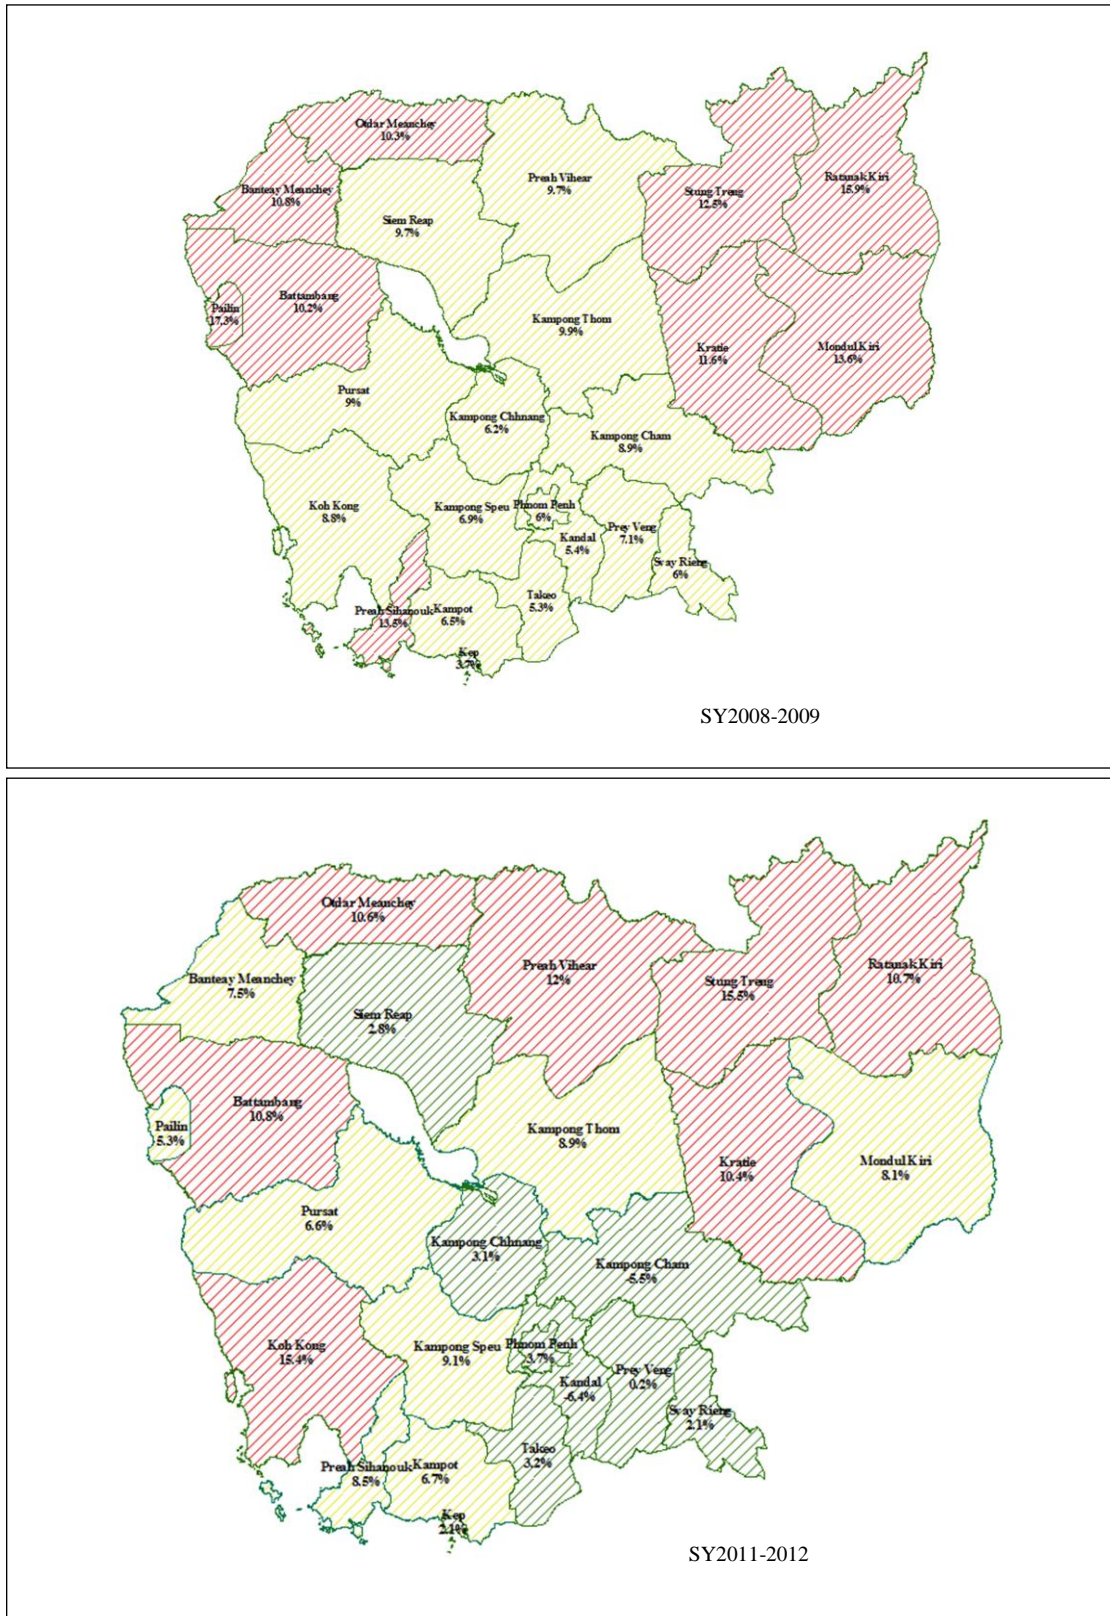 Otdar Meanchey
10.3%
Preah Vihear
9.7%
Ratanak Kiri
15.9%
Banteay Meanchey
10.8%
Stung Treng
12.5%
Siem Reap
9.7%
Battambang
10.2%
Pailin
17.3%
Kampong Thom
9.9%
Kratie
11.6%
Mondul Kiri
13.6%
Pursat
9%
Kampong Chhnang
6.2%
Kampong Cham
8.9%
Koh Kong
8.8%
Kampong Speu
6.9%
Phnom Penh
6%
Prey Veng
7.1%
Kandal
5.4%
Svay Rieng
6%
Takeo
5.3%
Preah Sihanouk
13.5%
Kampot
6.5%
Kep
3.7%
SY2008-2009
Otdar Meanchey
10.6%
Preah Vihear
12%
Ratanak Kiri
10.7%
Banteay Meanchey
7.5%
Stung Treng
15.5%
Siem Reap
2.8%
Battambang
10.8%
Pailin
5.3%
Kampong Thom
8.9%
Kratie
10.4%
Mondul Kiri
8.1%
Pursat
6.6%
Kampong Chhnang
3.1%
Kampong Cham
-5.5%
Koh Kong
15.4%
Kampong Speu
9.1%
Phnom Penh
3.7%
Prey Veng
0.2%
Kandal
-6.4%
Svay Rieng
2.1%
Takeo
3.2%
Preah Sihanouk
8.5%
Kampot
6.7%
Kep
2.1%
SY2011-2012